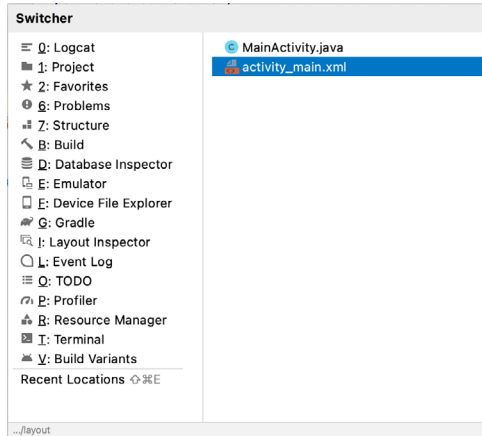 Switcher
0: Logcat
1: Project
2: Favorites
6: Problems
7: Structure
B: Build
D: Database Inspector
E: Emulator
F: Device File Explorer
G: Gradle
I: Layout Inspector
L: Event Log
O: TODO
P: Profiler
R: Resource Manager
T: Terminal
V: Build Variants
Recent Locations ⇧⌘E
C MainActivity.java
activity_main.xml
.../layout